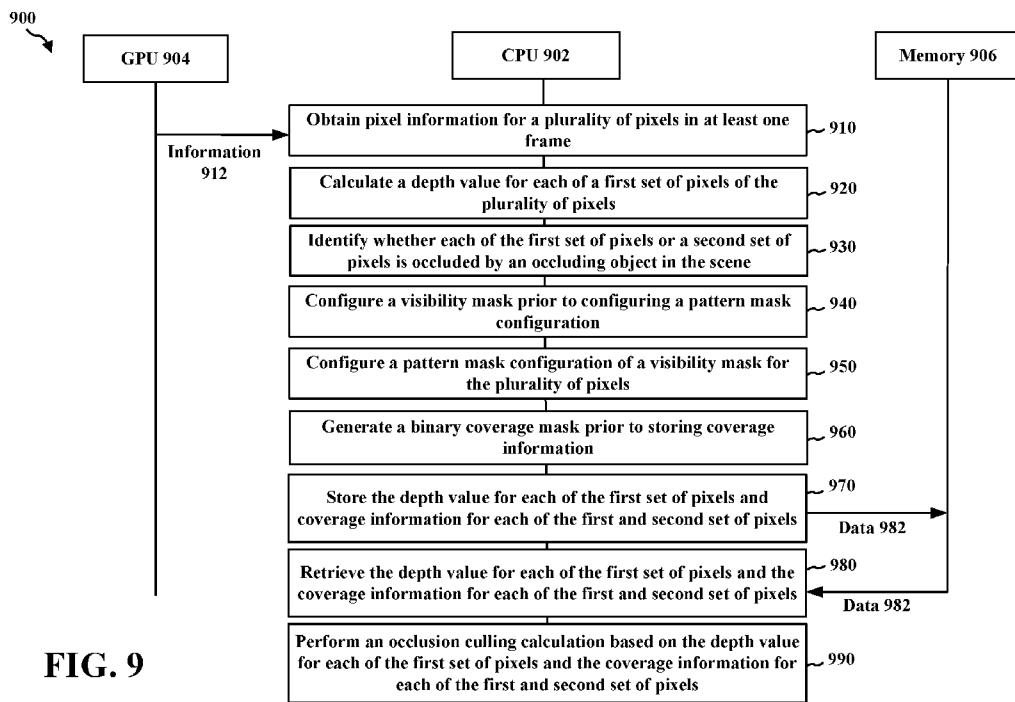 900
GPU 904
CPU 902
Memory 906
Obtain pixel information for a plurality of pixels in at least one
frame
910
Information
912
Calculate a depth value for each of a first set of pixels of the
plurality of pixels
920
Identify whether each of the first set of pixels or a second set of
pixels is occluded by an occluding object in the scene
930
Configure a visibility mask prior to configuring a pattern mask
configuration
940
Configure a pattern mask configuration of a visibility mask for
the plurality of pixels
950
Generate a binary coverage mask prior to storing coverage
information
960
Store the depth value for each of the first set of pixels and
coverage information for each of the first and second set of pixels
970
Data 982
Retrieve the depth value for each of the first set of pixels and the
coverage information for each of the first and second set of pixels
980
Data 982
Perform an occlusion culling calculation based on the depth value
for each of the first set of pixels and the coverage information for
each of the first and second set of pixels
990
FIG. 9